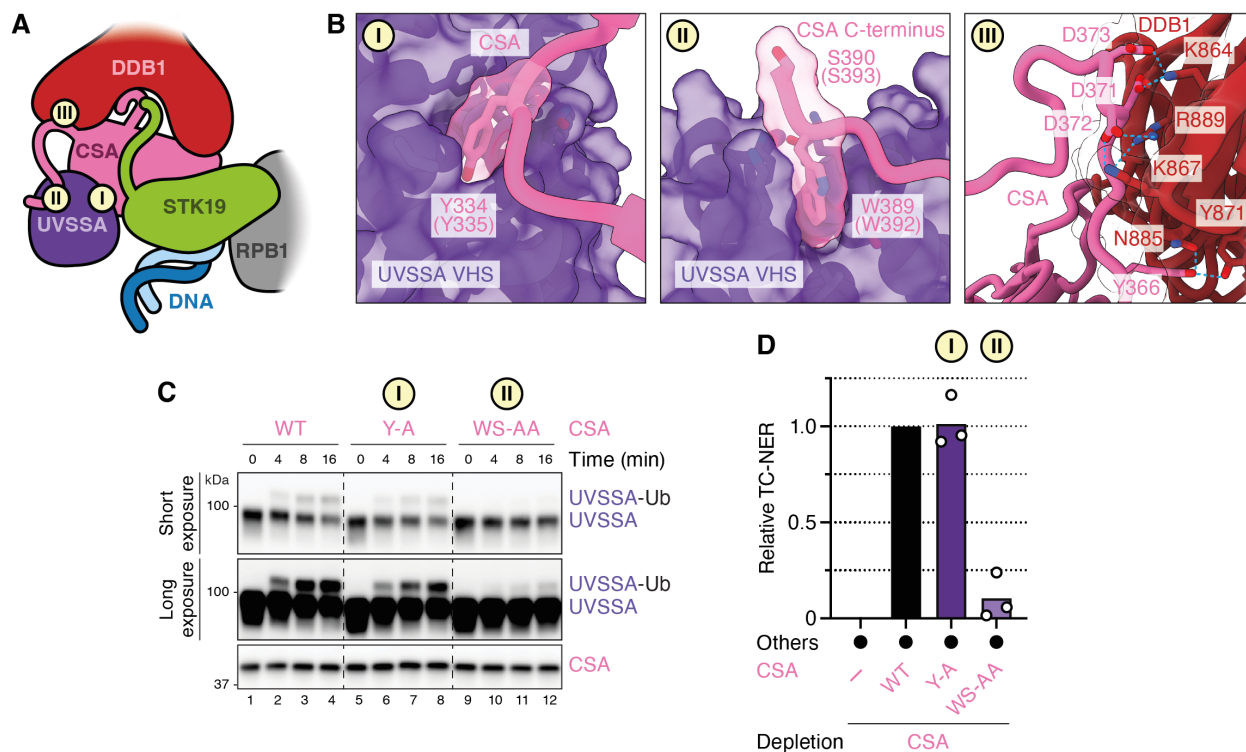 A
DDB1
III
CSA
II
I
UVSSA
STK19
RPB1
DNA
B
I
CSA
Y334
(Y335)
UVSSA VHS
II
CSA C-terminus
S390
(S393)
W389
(W392)
UVSSA VHS
III
D373
DDB1
K864
D371
D372
R889
K867
CSA
Y871
N885
Y366
C
I
II
WT
Y-A
WS-AA
CSA
0 4 8 16 0 4 8 16 0 4 8 16 Time (min)
kDa
Short
exposure
100
UVSSA-Ub
UVSSA
Long
exposure
100
UVSSA-Ub
UVSSA
CSA
37
1 2 3 4 5 6 7 8 9 10 11 12
D
I
II
Relative TC-NER
1.0
0.5
0
Others
CSA
–
WT
Y-A
WS-AA
Depletion
CSA